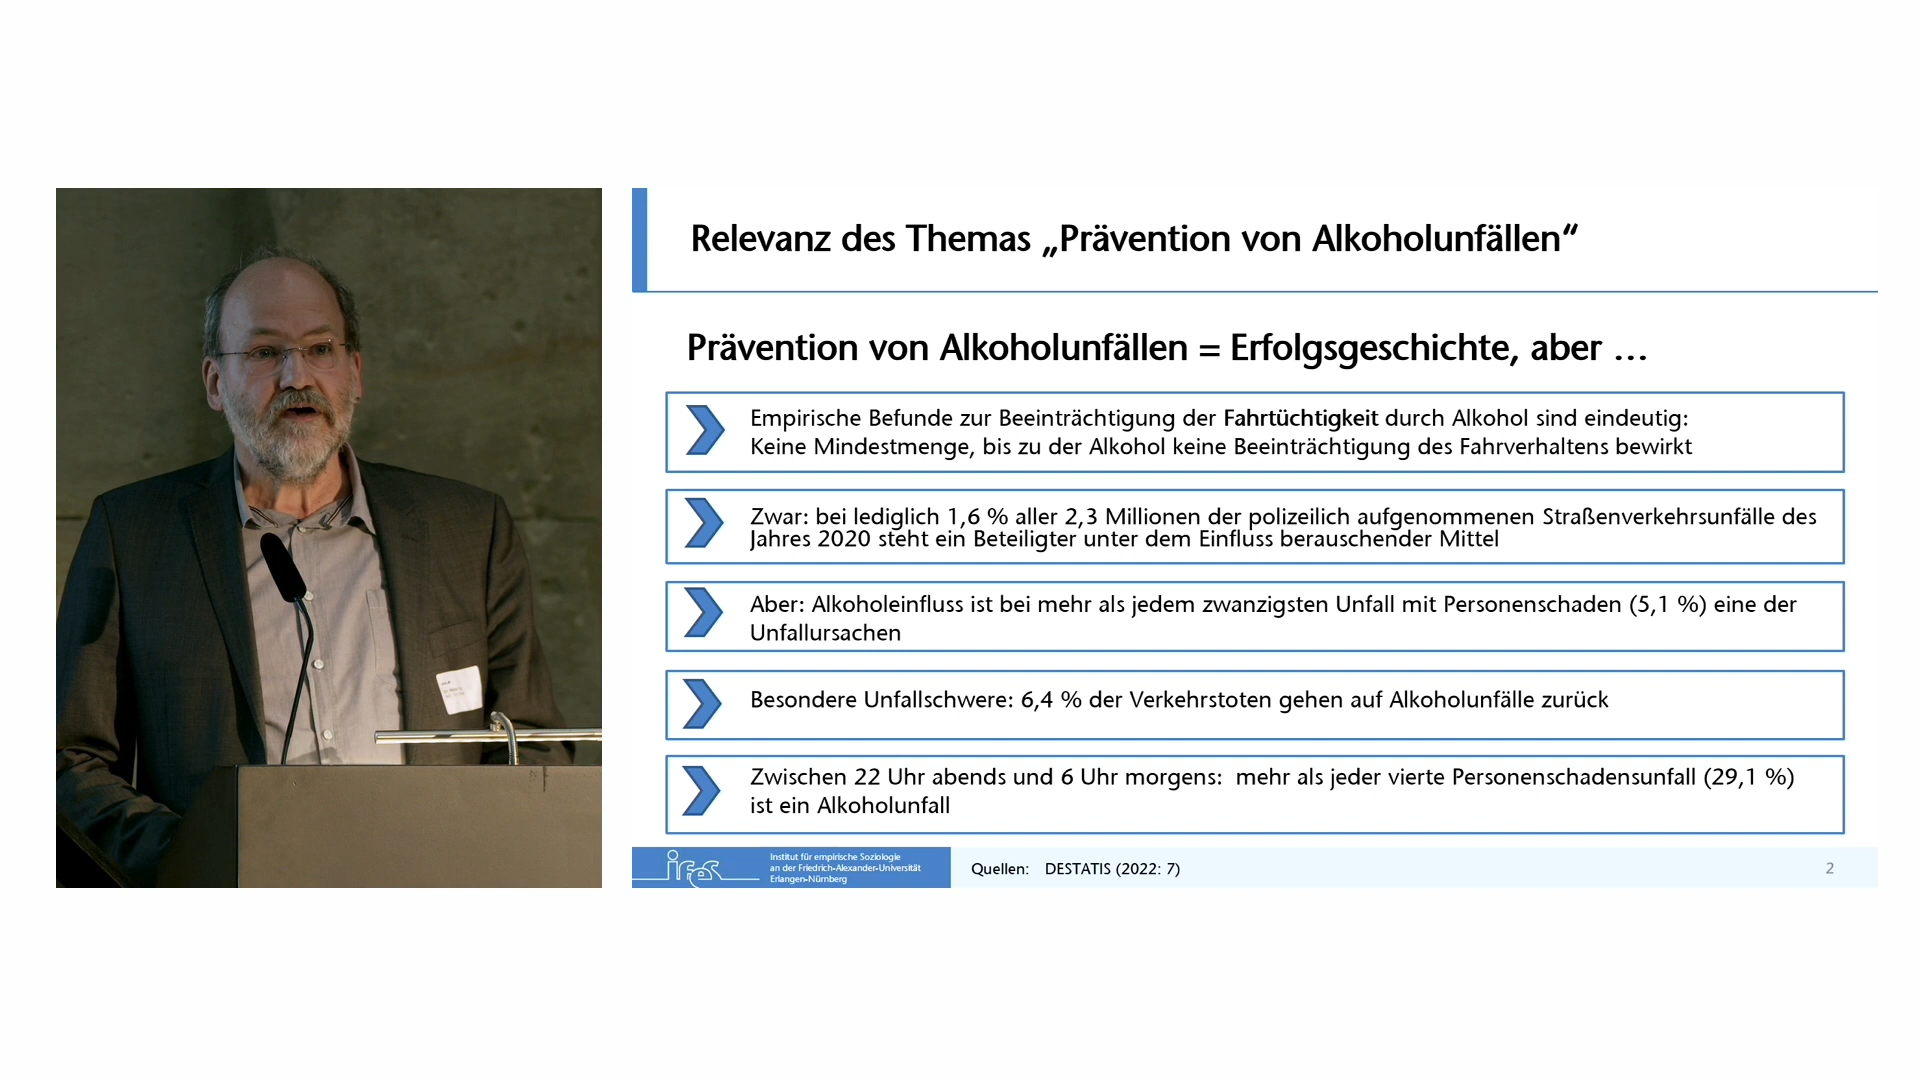 Relevanz des Themas „Prävention von Alkoholunfällen“
Prävention von Alkoholunfällen = Erfolgsgeschichte, aber …
Empirische Befunde zur Beeinträchtigung der Fahrtüchtigkeit durch Alkohol sind eindeutig:
Keine Mindestmenge, bis zu der Alkohol keine Beeinträchtigung des Fahrverhaltens bewirkt
Zwar: bei lediglich 1,6 % aller 2,3 Millionen der polizeilich aufgenommenen Straßenverkehrsunfälle des
Jahres 2020 steht ein Beteiligter unter dem Einfluss berauschender Mittel
Aber: Alkoholeinfluss ist bei mehr als jedem zwanzigsten Unfall mit Personenschaden (5,1 %) eine der
Unfallursachen
Besondere Unfallschwere: 6,4 % der Verkehrstoten gehen auf Alkoholunfälle zurück
Zwischen 22 Uhr abends und 6 Uhr morgens:  mehr als jeder vierte Personenschadensunfall (29,1 %)
ist ein Alkoholunfall
ifes
Institut für empirische Soziologie
an der Friedrich-Alexander-Universität
Erlangen-Nürnberg
Quellen: DESTATIS (2022: 7)
2